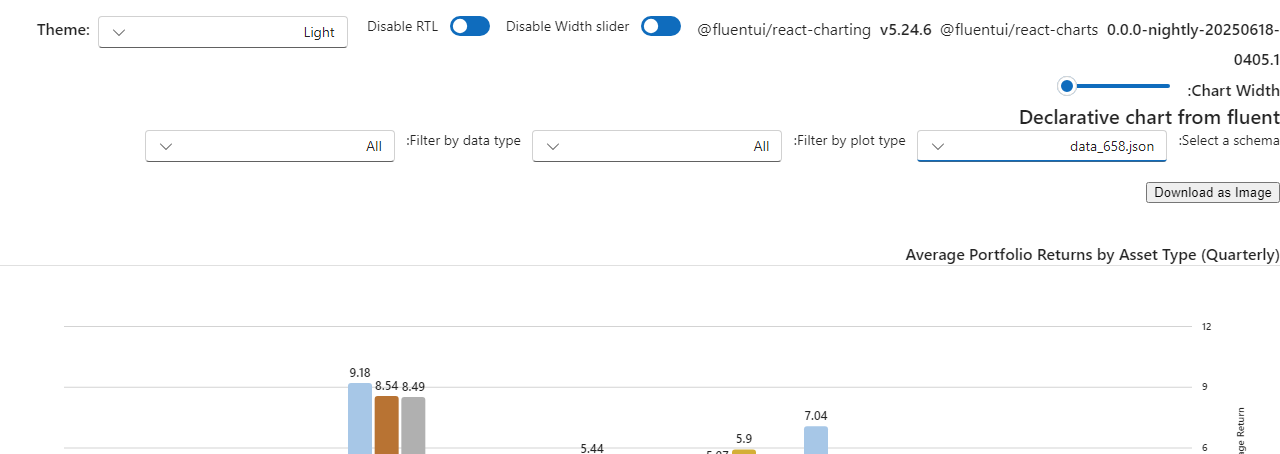 Theme: Light Disable RTL Disable Width slider @fluentui/react-charting v5.24.6 @fluentui/react-charts 0.0.0-nightly-20250618-
0405.1
:Chart Width
Declarative chart from fluent
:Select a schema data_658.json :Filter by plot type All :Filter by data type All
Download as Image
Average Portfolio Returns by Asset Type (Quarterly)
12
9.18
8.54
8.49
9
7.04
5.9
5.44
6
Return